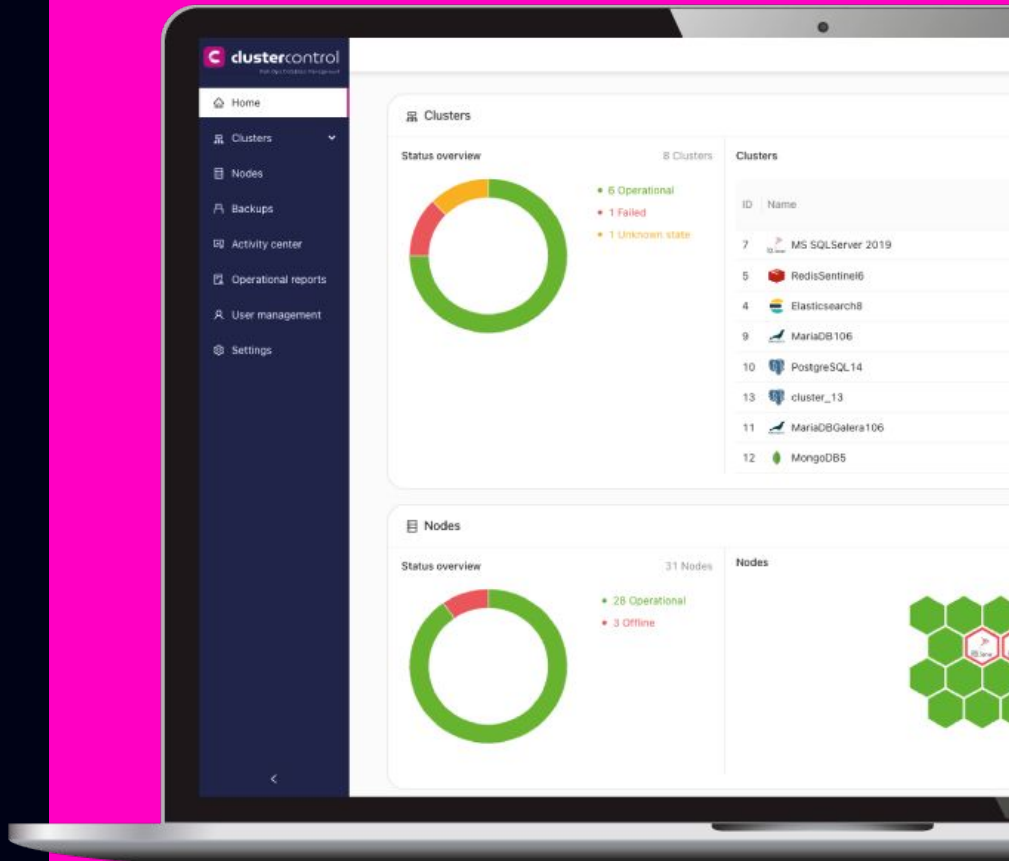 clustercontrol
Home
Clusters
Nodes
Backups
Activity center
Operational reports
User management
Settings
Clusters
Status overview
8 Clusters
6 Operational
1 Failed
1 Unknown state
Clusters
ID Name
7 MS SQLServer 2019
5 RedisSentinel6
4 Elasticsearch8
9 MariaDB106
10 PostgreSQL14
13 cluster_13
11 MariaDBGalera106
12 MongoDB5
Nodes
Status overview
31 Nodes
28 Operational
3 Offline
Nodes